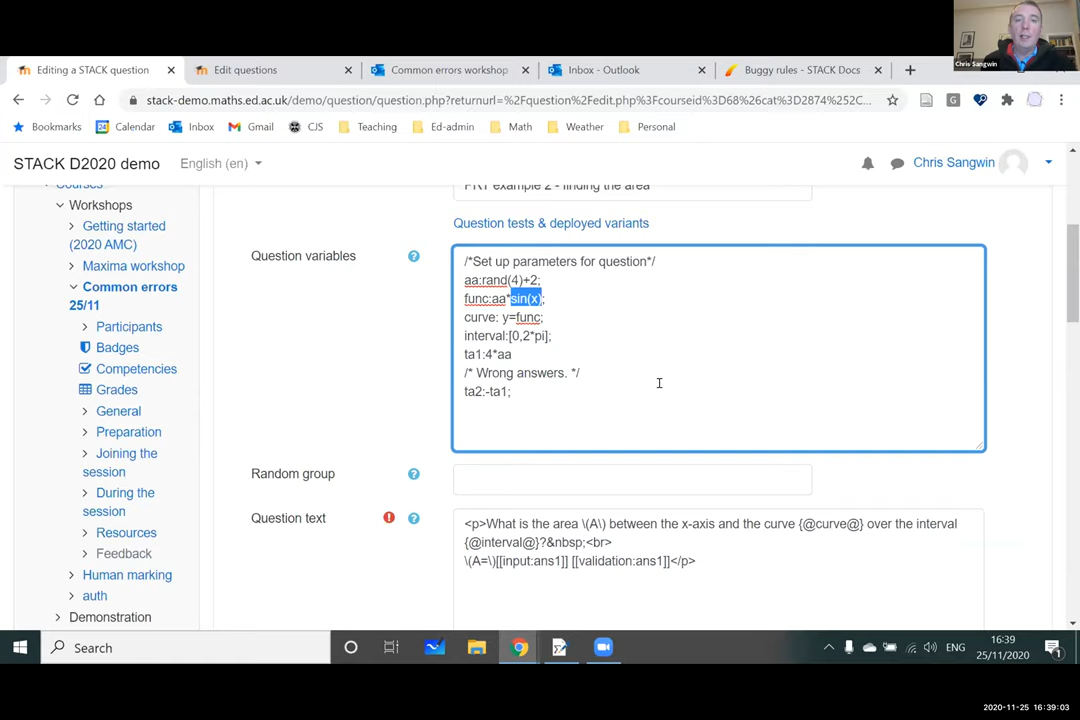 Chris Sangwin
Editing a STACK question
Edit questions
Common errors workshop
Inbox - Outlook
Buggy rules - STACK Docs
stack-demo.maths.ed.ac.uk/demo/question/question.php?returnurl=%2Fquestion%2Fedit.php%3Fcourseid%3D68%26cat%3D2874%252C...
Bookmarks
Calendar
Inbox
Gmail
CJS
Teaching
Ed-admin
Math
Weather
Personal
STACK D2020 demo
English (en)
Chris Sangwin
Courses
Workshops
Getting started
(2020 AMC)
Maxima workshop
Common errors
25/11
Participants
Badges
Competencies
Grades
General
Preparation
Joining the
session
During the
session
Resources
Feedback
Human marking
auth
Demonstration
PRT example 2 - finding the area
Question tests & deployed variants
Question variables
/*Set up parameters for question*/
aa:rand(4)+2;
func:aa*sin(x);
curve: y=func;
interval:[0,2*pi];
ta1:4*aa
/* Wrong answers. */
ta2:-ta1;
Random group
Question text
<p>What is the area \(A\) between the x-axis and the curve {@curve@} over the interval
{@interval@}?&nbsp;<br>
\(A=\)[[input:ans1]] [[validation:ans1]]</p>
Search
ENG
16:39
25/11/2020
2020-11-25 16:39:03